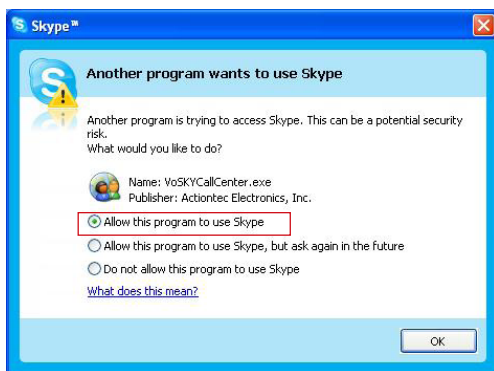 Skype™
Another program wants to use Skype
Another program is trying to access Skype. This can be a potential security
risk.
What would you like to do?
Name: VoSKYCallCenter.exe
Publisher: Actiontec Electronics, Inc.
Allow this program to use Skype
Allow this program to use Skype, but ask again in the future
Do not allow this program to use Skype
What does this mean?
OK